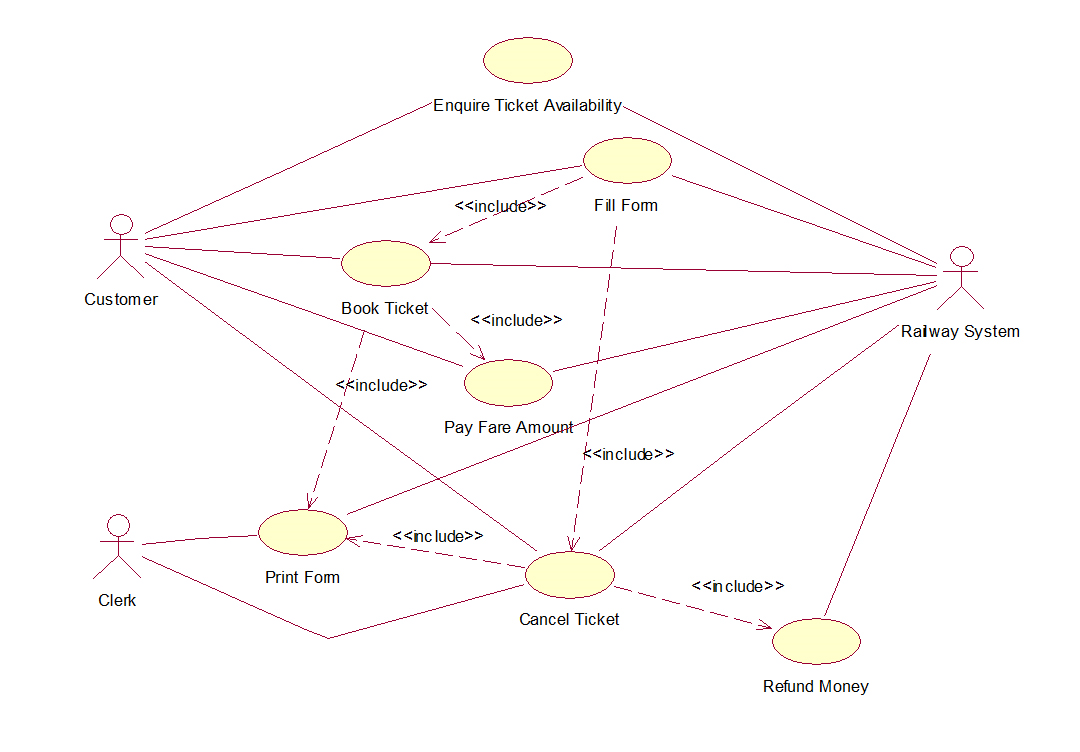 Enquire Ticket Availability
<<include>>
Fill Form
Customer
Book Ticket
<<include>>
Railway System
<<include>>
Pay Fare Amount
<<include>>
<<include>>
Print Form
Clerk
<<include>>
Cancel Ticket
Refund Money